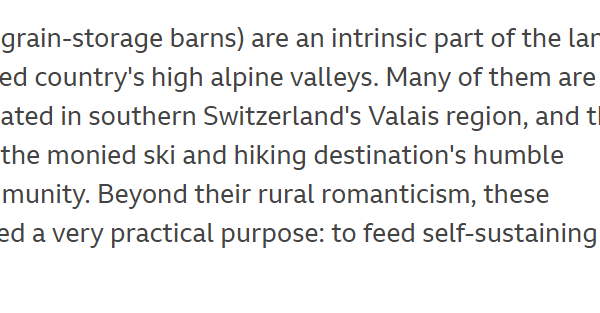 grain-storage barns) are an intrinsic part of the lan
ed country's high alpine valleys. Many of them are
ated in southern Switzerland's Valais region, and th
the monied ski and hiking destination's humble
munity. Beyond their rural romanticism, these
ed a very practical purpose: to feed self-sustaining